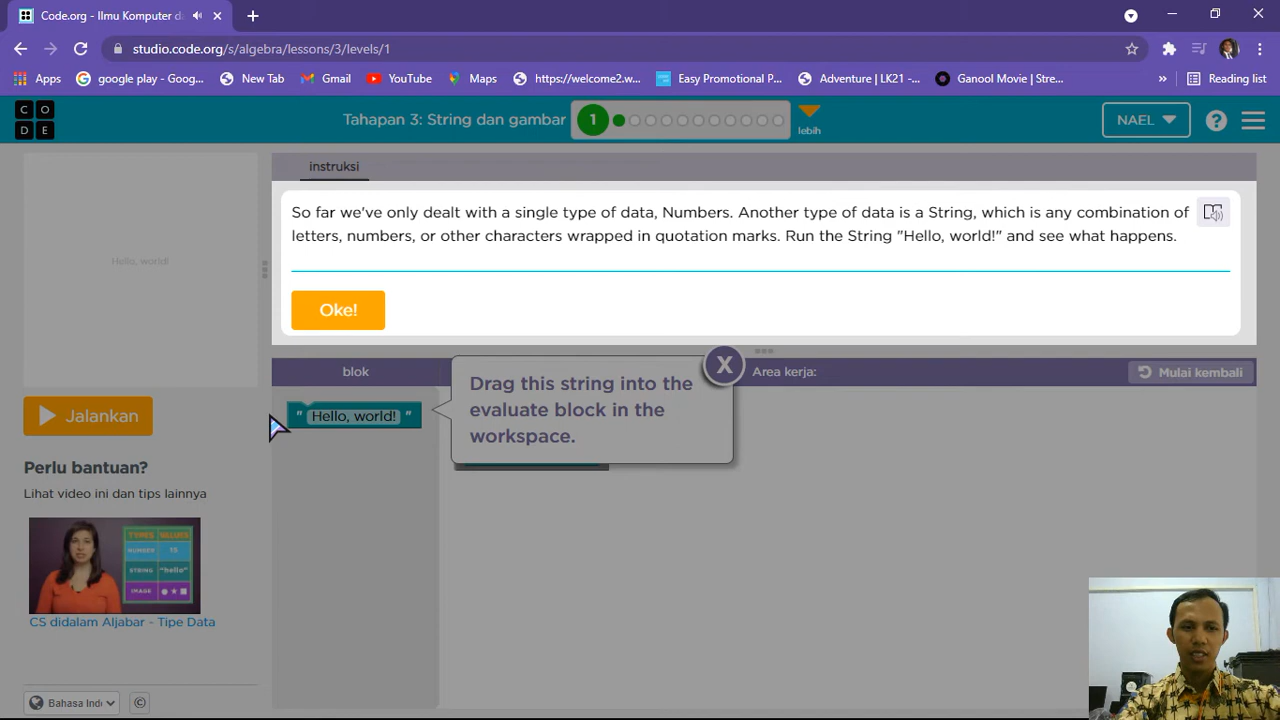 Code.org - Ilmu Komputer da
studio.code.org/s/algebra/lessons/3/levels/1
Apps
google play - Goog...
New Tab
Gmail
YouTube
Maps
https://welcome2.w...
Easy Promotional P...
Adventure | LK21 -...
Ganool Movie | Stre...
»
Reading list
C O
D E
Tahapan 3: String dan gambar
1
lebih
NAEL
?
instruksi
So far we've only dealt with a single type of data, Numbers. Another type of data is a String, which is any combination of
letters, numbers, or other characters wrapped in quotation marks. Run the String "Hello, world!" and see what happens.
Hello, world!
Oke!
blok
Area kerja:
Mulai kembali
X
Drag this string into the
evaluate block in the
workspace.
" Hello, world! "
Jalankan
Perlu bantuan?
Lihat video ini dan tips lainnya
TYPES VALUES
NUMBER 15
STRING "hello"
IMAGE
CS didalam Aljabar - Tipe Data
Bahasa Ind
©